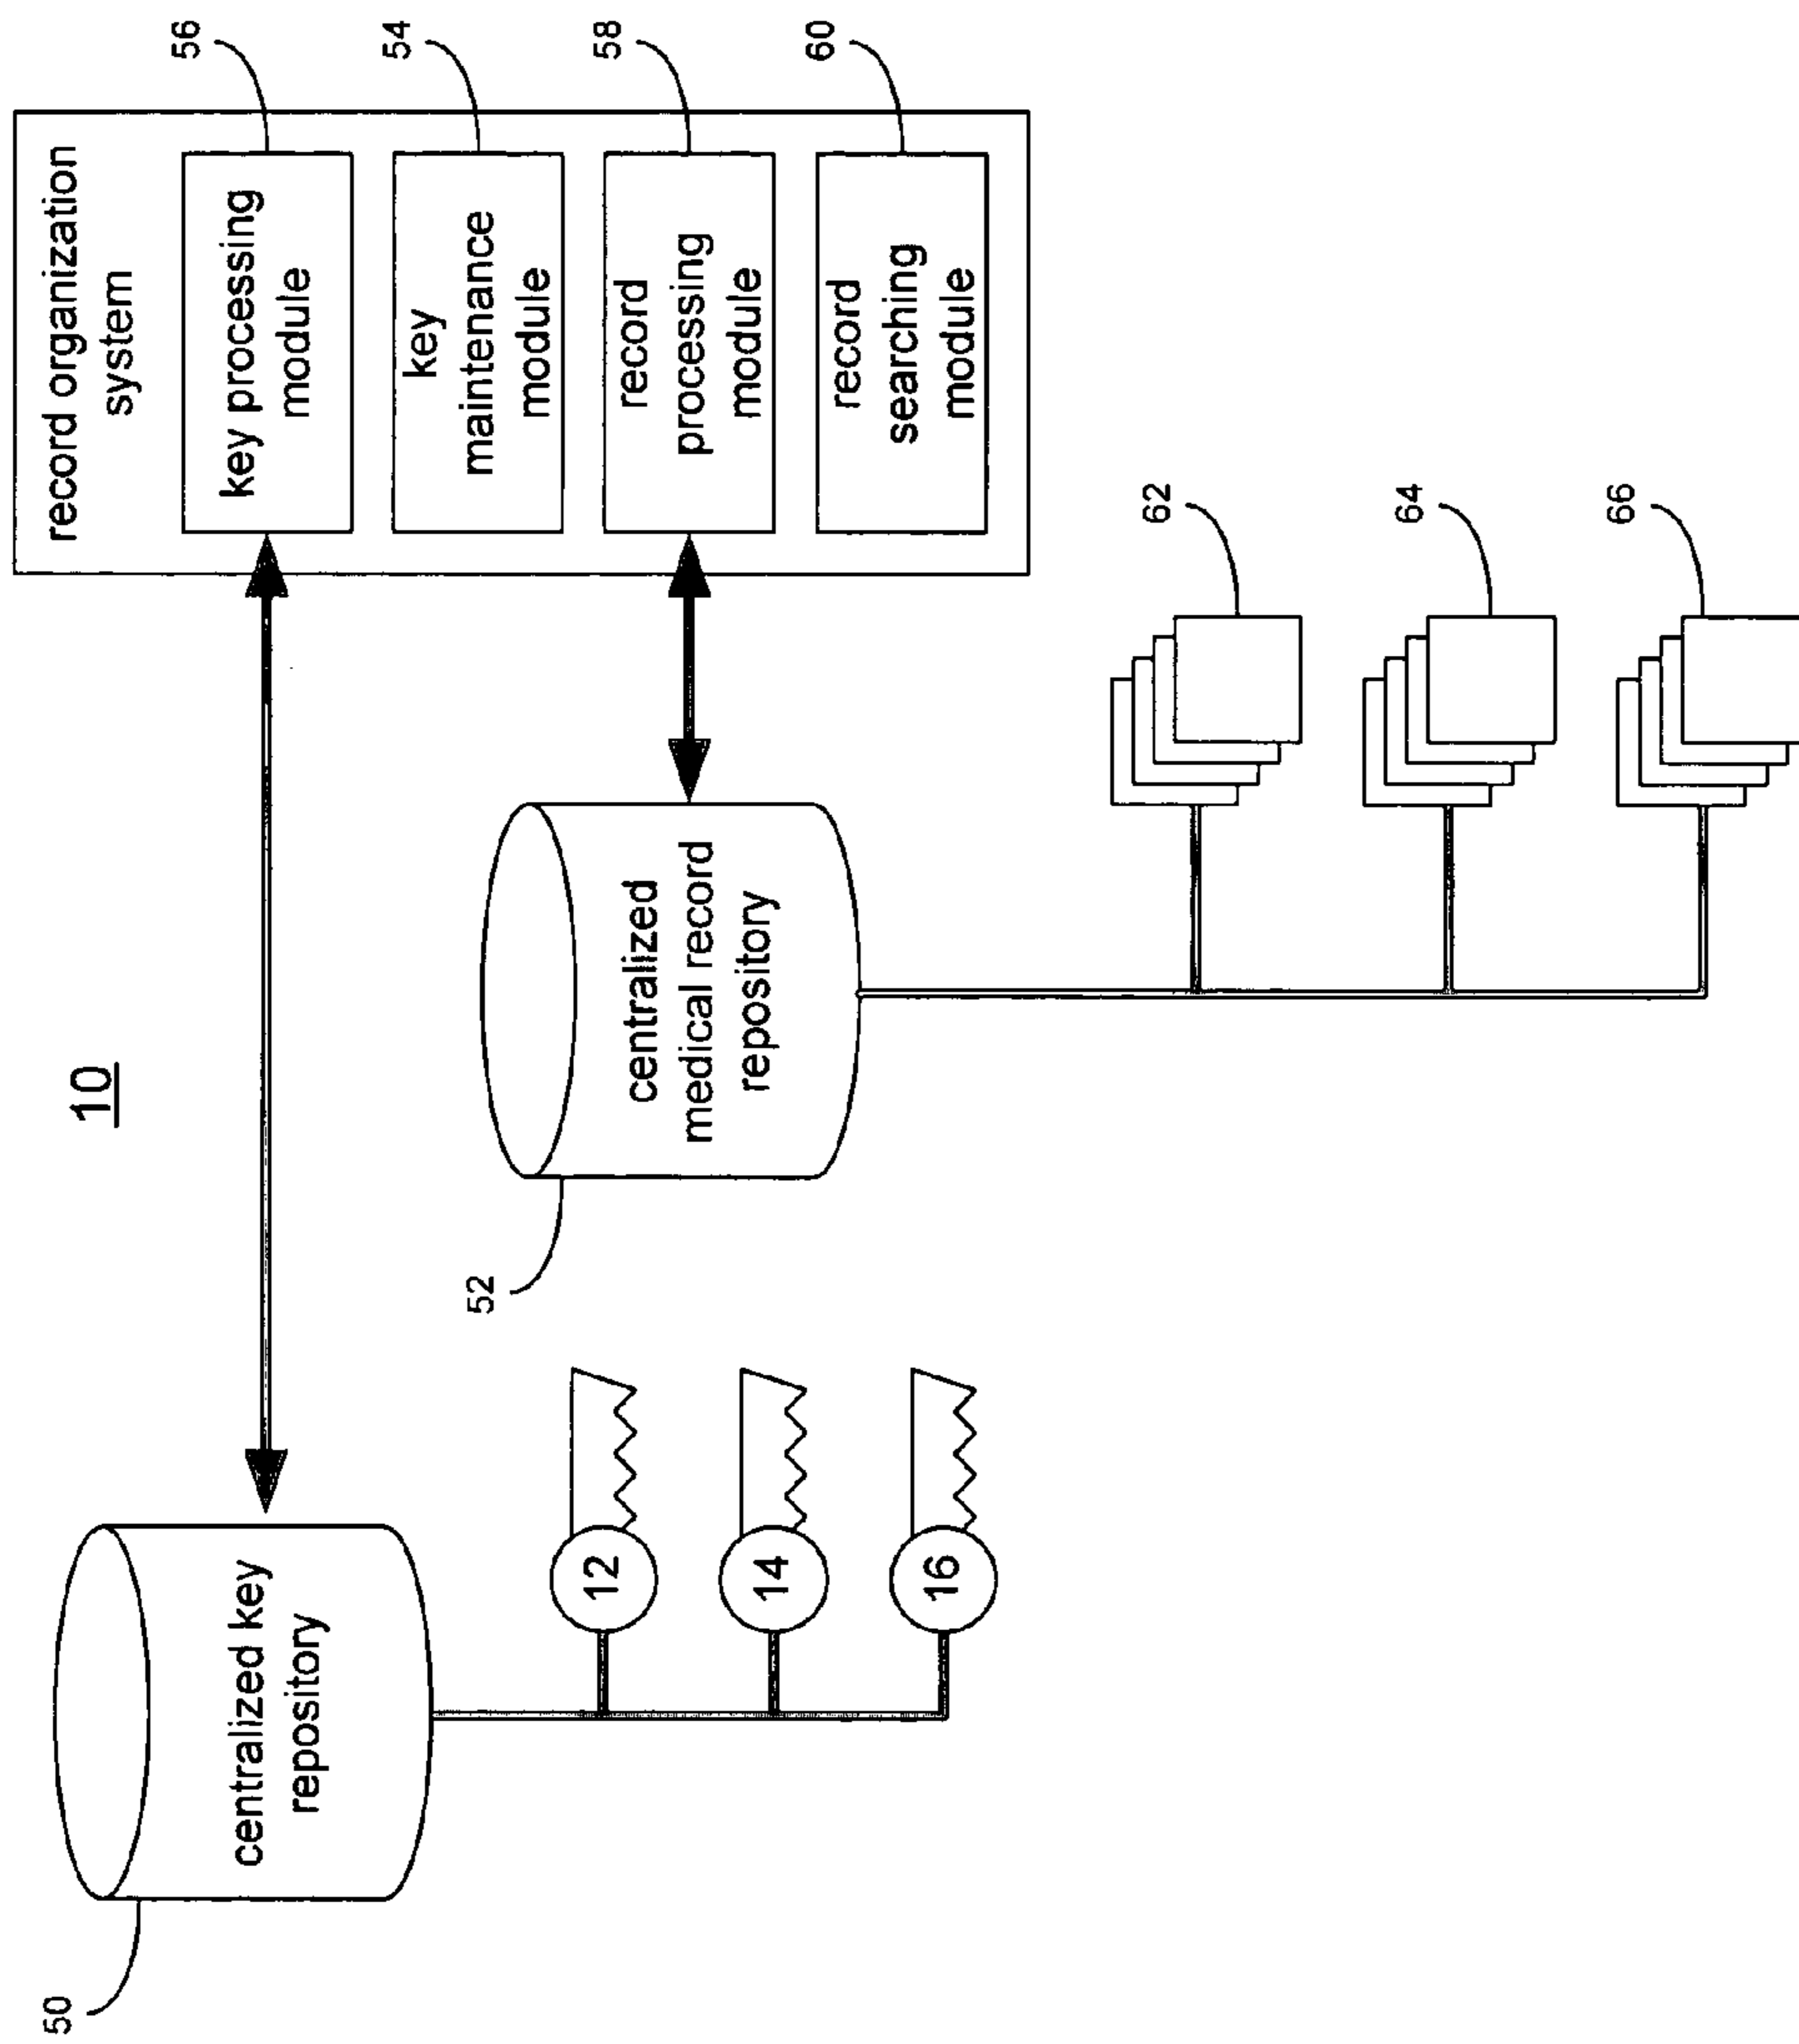 10
50
centralized key
repository
12
14
16
52
centralized
medical record
repository
record organization
system
key processing
module
56
key
maintenance
module
54
record
processing
module
58
record
searching
module
60
62
64
66